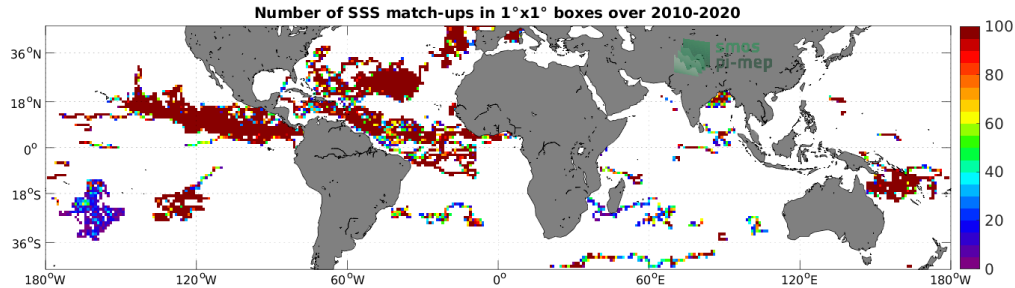 Number of SSS match-ups in 1°x1° boxes over 2010-2020
smos
pi-mep
36°N
18°N
0°
18°S
36°S
180°W
120°W
60°W
0°
60°E
120°E
180°W
100
80
60
40
20
0